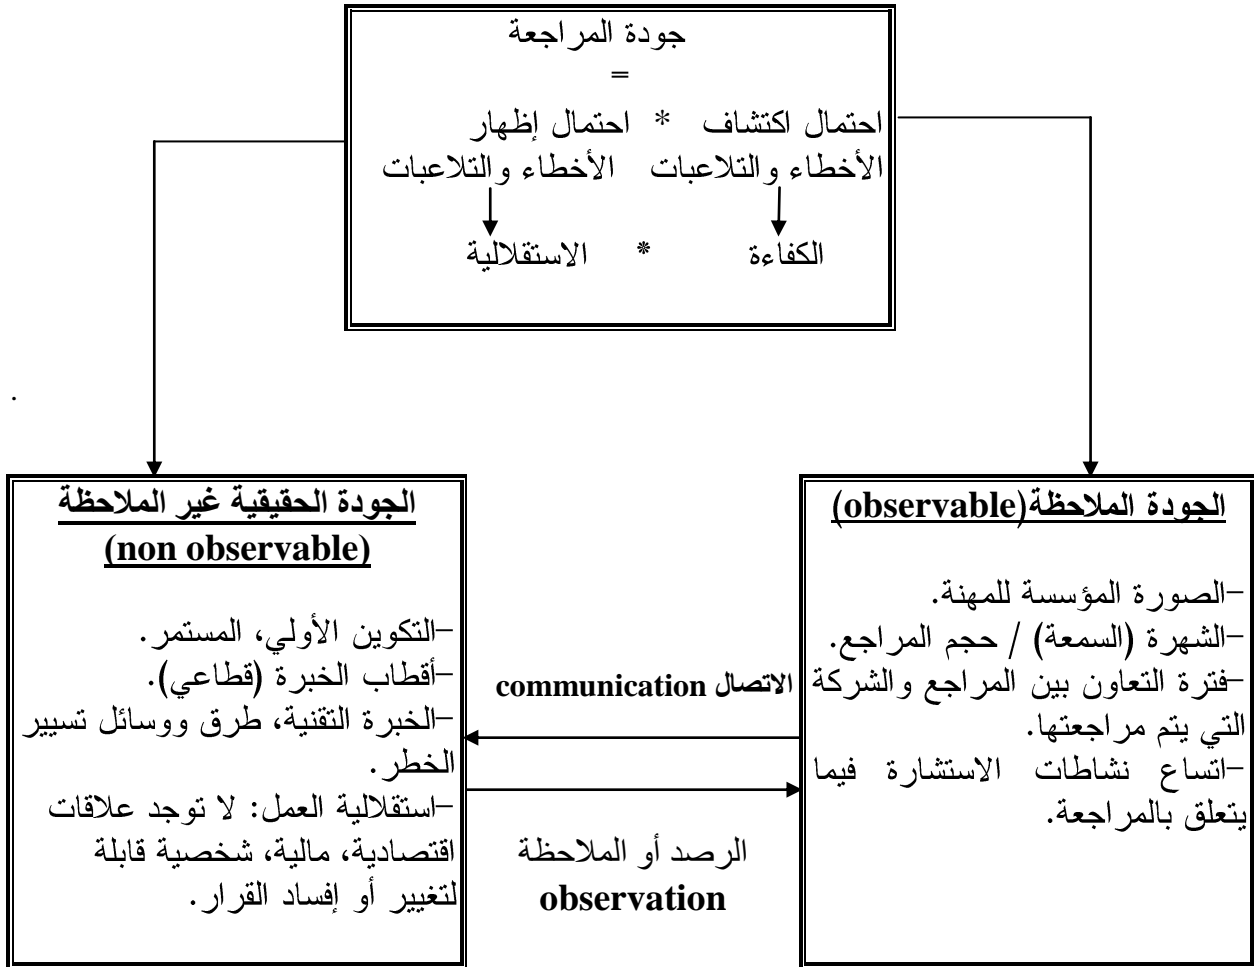 جودة المراجعة
=
احتمال اكتشاف * احتمال إظهار
الأخطاء والتلاعبات الأخطاء والتلاعبات
الكفاءة * الاستقلالية
الجودة الملاحظة(observable)
-الصورة المؤسسة للمهنة.
-الشهرة (السمعة) / حجم المراجع.
-فترة التعاون بين المراجع والشركة
التي يتم مراجعتها.
-اتساع نشاطات الاستشارة فيما
يتعلق بالمراجعة.
الاتصال communication
الرصد أو الملاحظة
observation
الجودة الحقيقية غير الملاحظة
(non observable)
-التكوين الأولي، المستمر.
-أقطاب الخبرة (قطاعي).
-الخبرة التقنية، طرق ووسائل تسيير
الخطر.
-استقلالية العمل: لا توجد علاقات
اقتصادية، مالية، شخصية قابلة
لتغيير أو إفساد القرار.